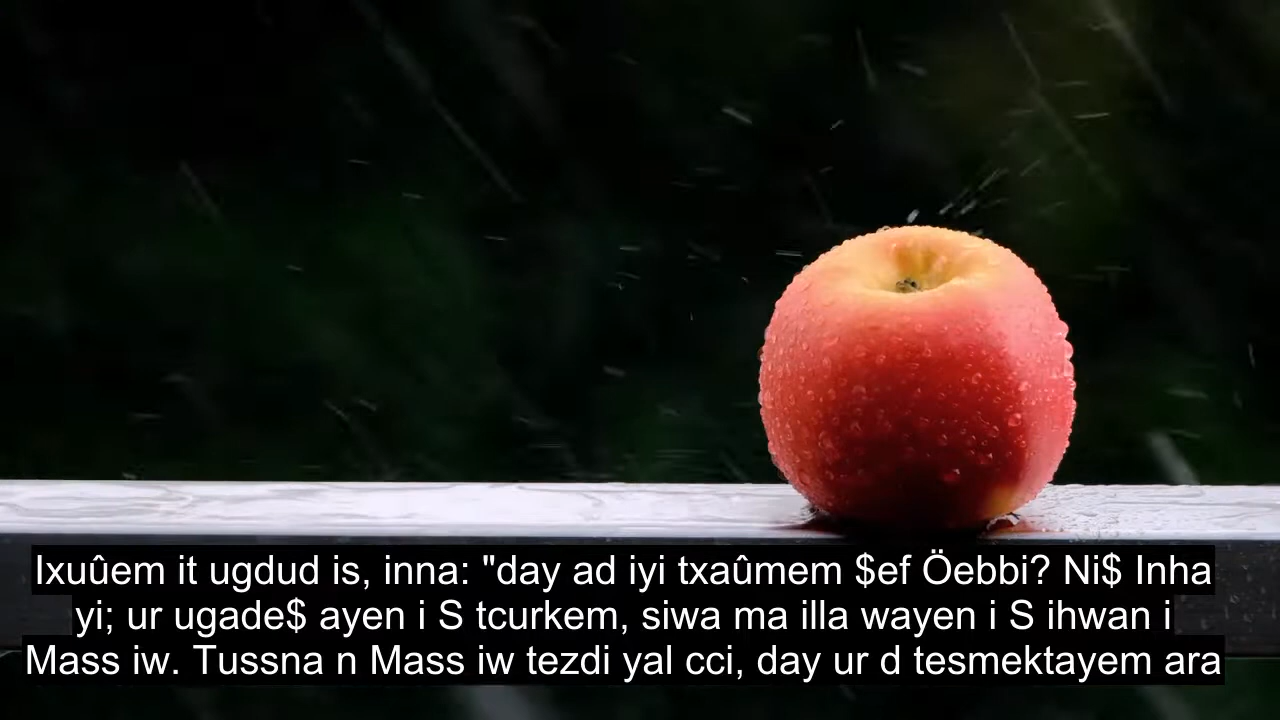 Ixuûem it ugdud is, inna: "day ad iyi txaûmem $ef Öebbi? Ni$ Inha
yi; ur ugade$ ayen i S tcurkem, siwa ma illa wayen i S ihwan i
Mass iw. Tussna n Mass iw tezdi yal cci, day ur d tesmektayem ara